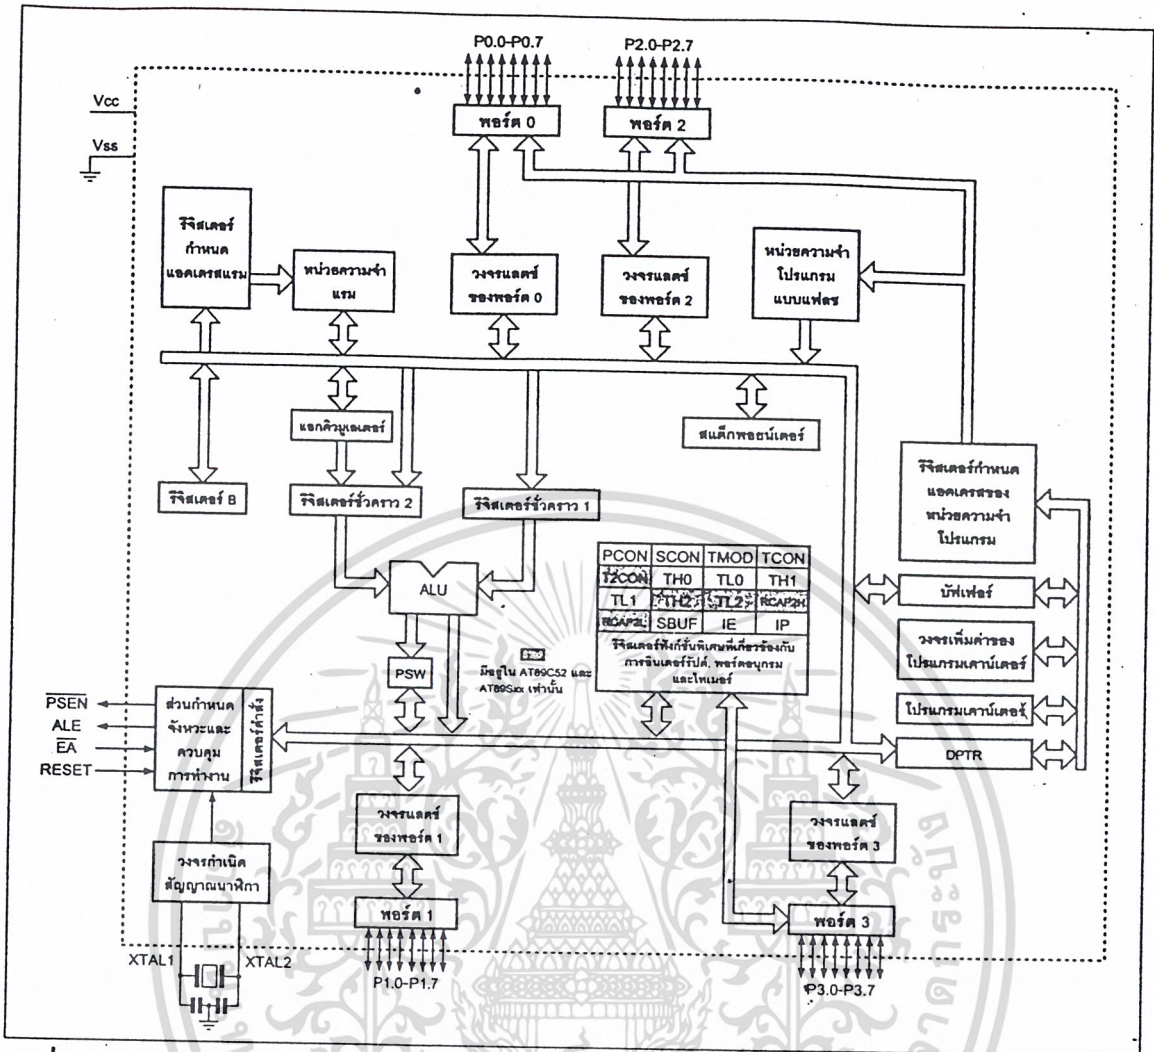 P0.0-P0.7
P2.0-P2.7
Vcc
Vss
พอร์ต 0
พอร์ต 2
รีจิสเตอร์
กำหนด
แอดเดรสแรม
หน่วยความจำ
แรม
วงจรแลตช์
ของพอร์ต 0
วงจรแลตช์
ของพอร์ต 2
หน่วยความจำ
โปรแกรม
แบบแฟลช
แอกคิวมูเลเตอร์
สแต็กพอยน์เตอร์
รีจิสเตอร์ B
รีจิสเตอร์ชั่วคราว 2
รีจิสเตอร์ชั่วคราว 1
รีจิสเตอร์กำหนด
แอดเดรสของ
หน่วยความจำ
โปรแกรม
ALU
PCON SCON TMOD TCON
T2CON TH0 TL0 TH1
TL1 TH2 TL2 RCAP2H
RCAP2L SBUF IE IP
รีจิสเตอร์ฟังก์ชั่นพิเศษที่เกี่ยวข้องกับ
การอินเตอร์รัปต์, พอร์ตอนุกรม
และไทเมอร์
บัฟเฟอร์
วงจรเพิ่มค่าของ
โปรแกรมเคาน์เตอร์
โปรแกรมเคาน์เตอร์
DPTR
PSW
มีอยู่ใน AT89C52 และ
AT89Sxx เท่านั้น
PSEN
ALE
EA
RESET
ส่วนกำหนด
จังหวะและ
ควบคุม
การทำงาน
รีจิสเตอร์คำสั่ง
วงจรแลตช์
ของพอร์ต 1
วงจรแลตช์
ของพอร์ต 3
วงจรกำเนิด
สัญญาณนาฬิกา
พอร์ต 1
พอร์ต 3
XTAL1
XTAL2
P1.0-P1.7
P3.0-P3.7